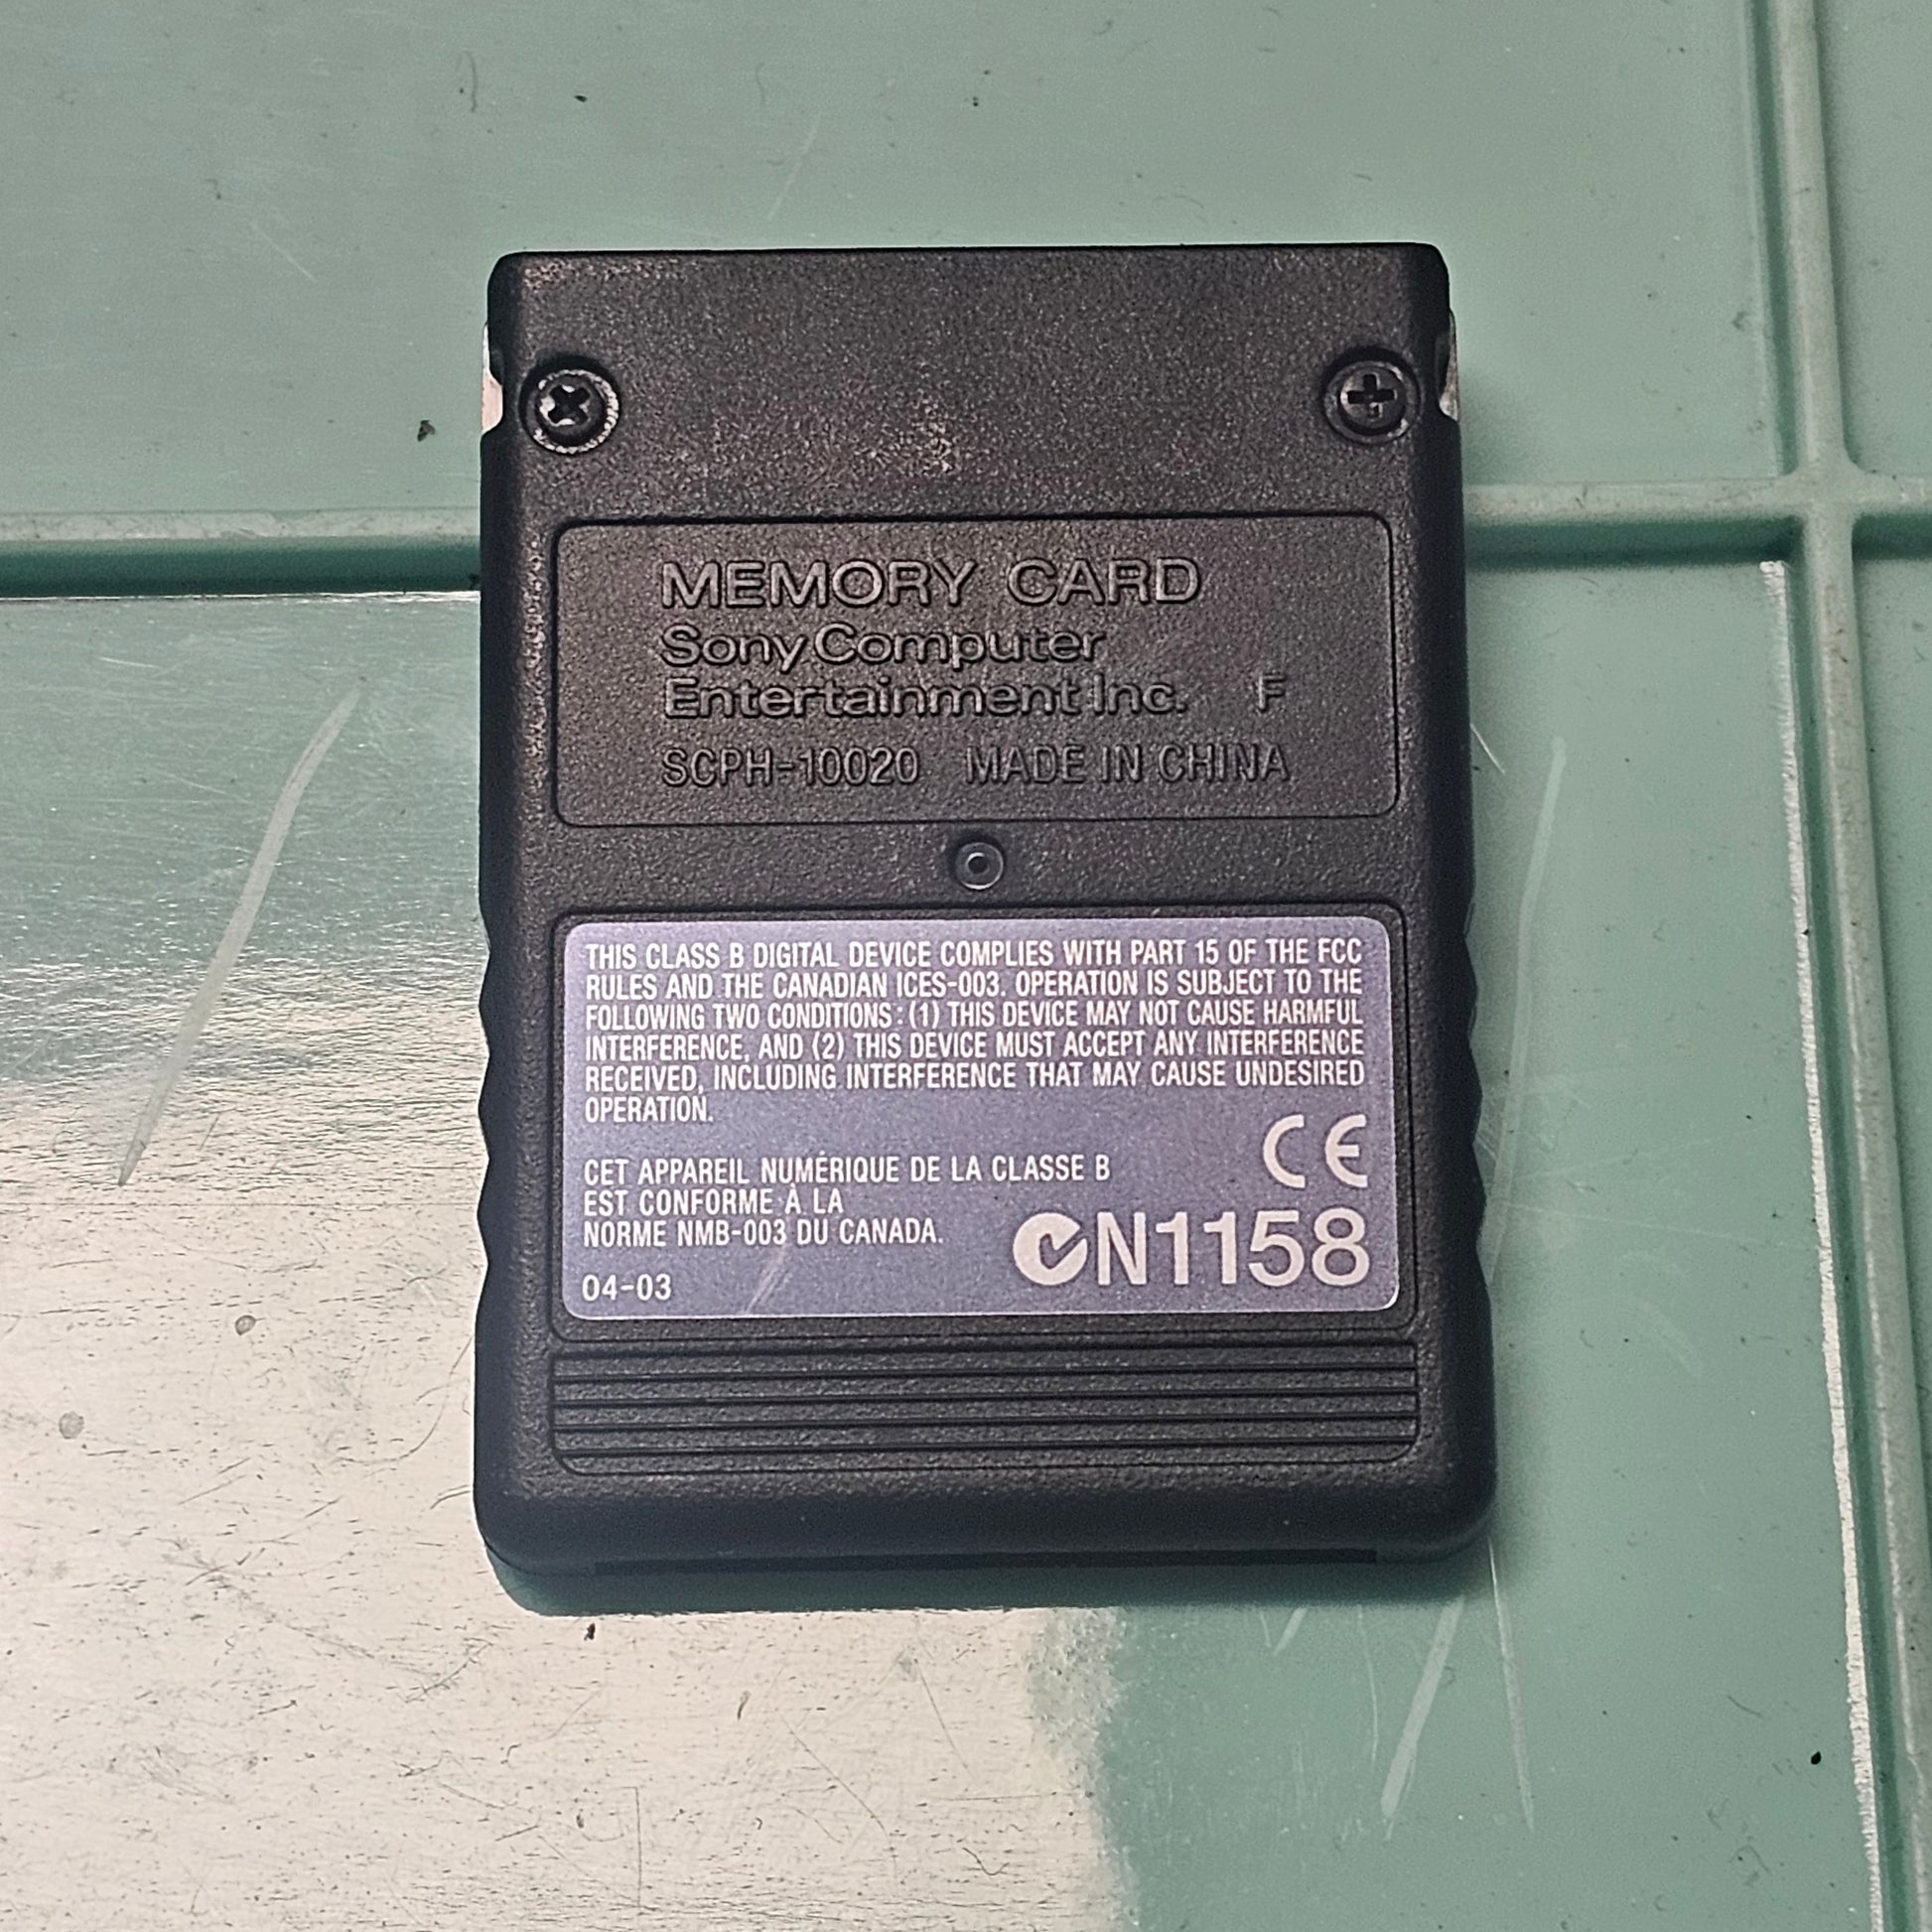 MEMORY CARD
Sony Computer
Entertainment Inc. F
SCPH-10020 MADE IN CHINA
THIS CLASS B DIGITAL DEVICE COMPLIES WITH PART 15 OF THE FCC
RULES AND THE CANADIAN ICES-003. OPERATION IS SUBJECT TO THE
FOLLOWING TWO CONDITIONS: (1) THIS DEVICE MAY NOT CAUSE HARMFUL
INTERFERENCE, AND (2) THIS DEVICE MUST ACCEPT ANY INTERFERENCE
RECEIVED, INCLUDING INTERFERENCE THAT MAY CAUSE UNDESIRED
OPERATION.
CE
CET APPAREIL NUMÉRIQUE DE LA CLASSE B
EST CONFORME À LA
NORME NMB-003 DU CANADA.
N1158
04-03